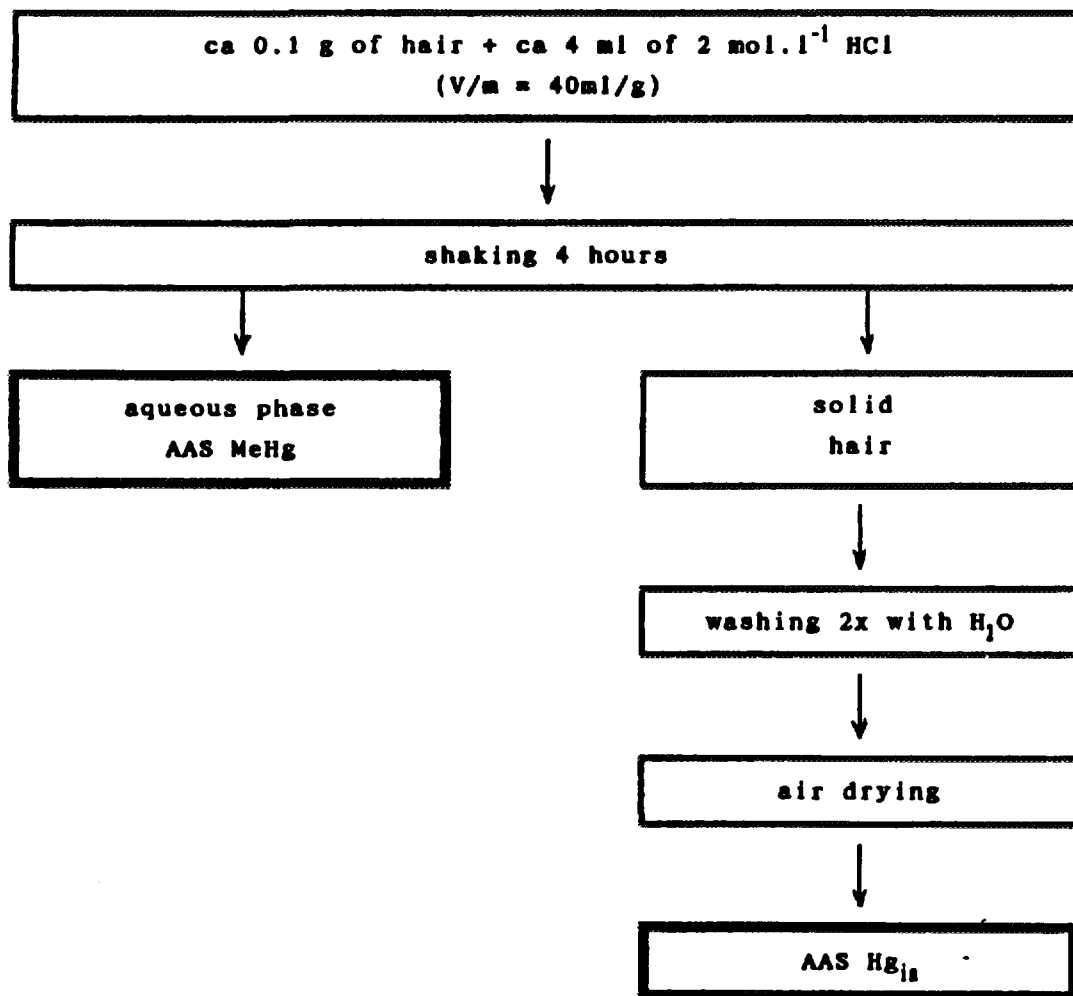 ca 0.1 g of hair + ca 4 ml of 2 mol.l⁻¹ HCl
(V/m = 40ml/g)
shaking 4 hours
aqueous phase
AAS MeHg
solid
hair
washing 2x with H₂O
air drying
AAS Hg